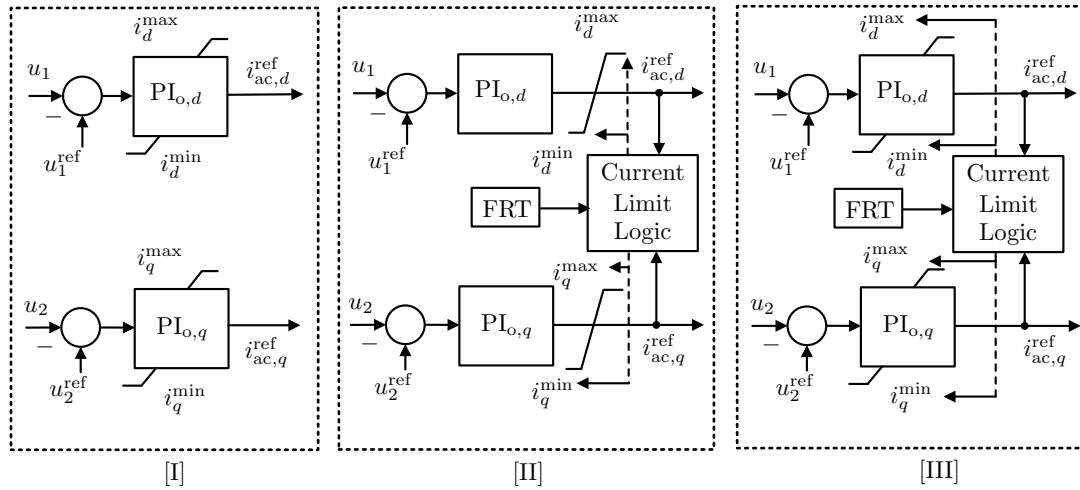 i_d^max
u_1
−
u_1^ref
PI_o,d
i_ac,d^ref
i_d^min
i_q^max
u_2
−
u_2^ref
PI_o,q
i_ac,q^ref
i_q^min
[I]
i_d^max
u_1
−
u_1^ref
PI_o,d
i_ac,d^ref
i_d^min
FRT
Current
Limit
Logic
i_q^max
u_2
−
u_2^ref
PI_o,q
i_ac,q^ref
i_q^min
[II]
i_d^max
u_1
−
u_1^ref
PI_o,d
i_ac,d^ref
i_d^min
FRT
Current
Limit
Logic
i_q^max
u_2
−
u_2^ref
PI_o,q
i_ac,q^ref
i_q^min
[III]